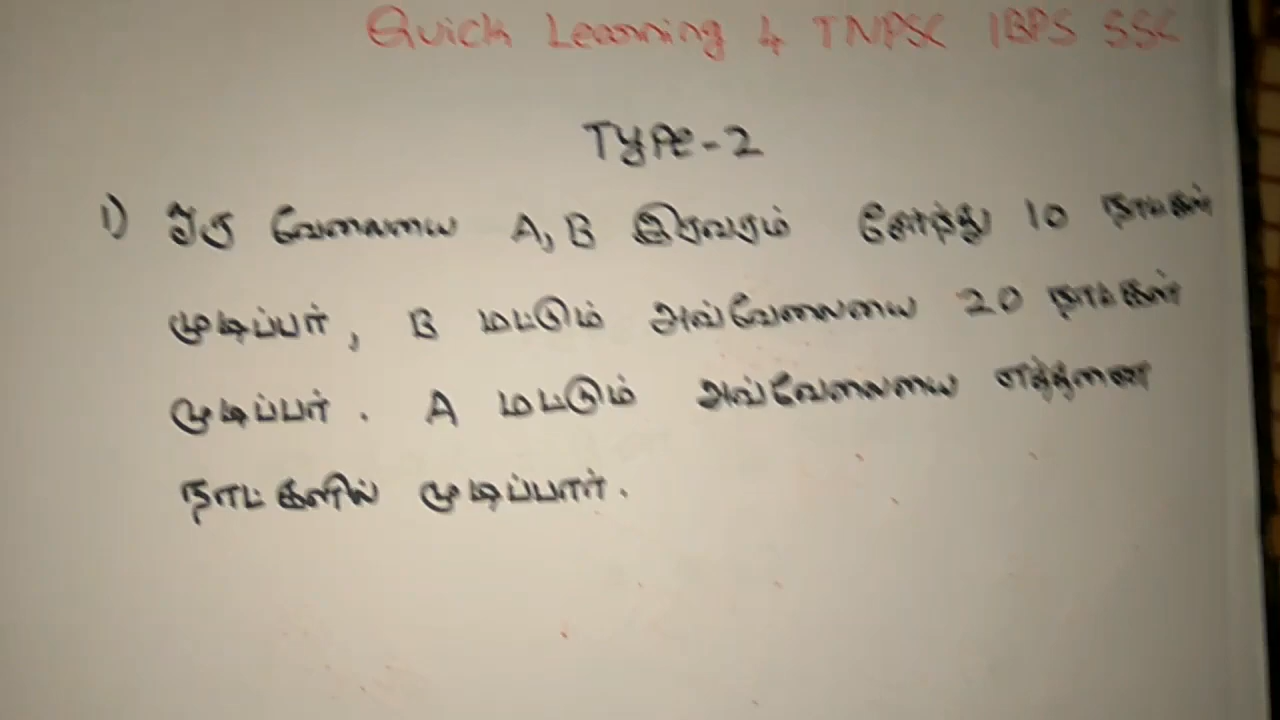 Quick Learning 4 TNPSC IBPS SSC
TYPE-2
1) ஒரு வேலையை A, B இருவரும் சேர்ந்து 10 நாட்கள்
முடிப்பர், B மட்டும் அவ்வேலையை 20 நாட்கள்
முடிப்பர். A மட்டும் அவ்வேலையை எத்தனை
நாட்களில் முடிப்பார்.